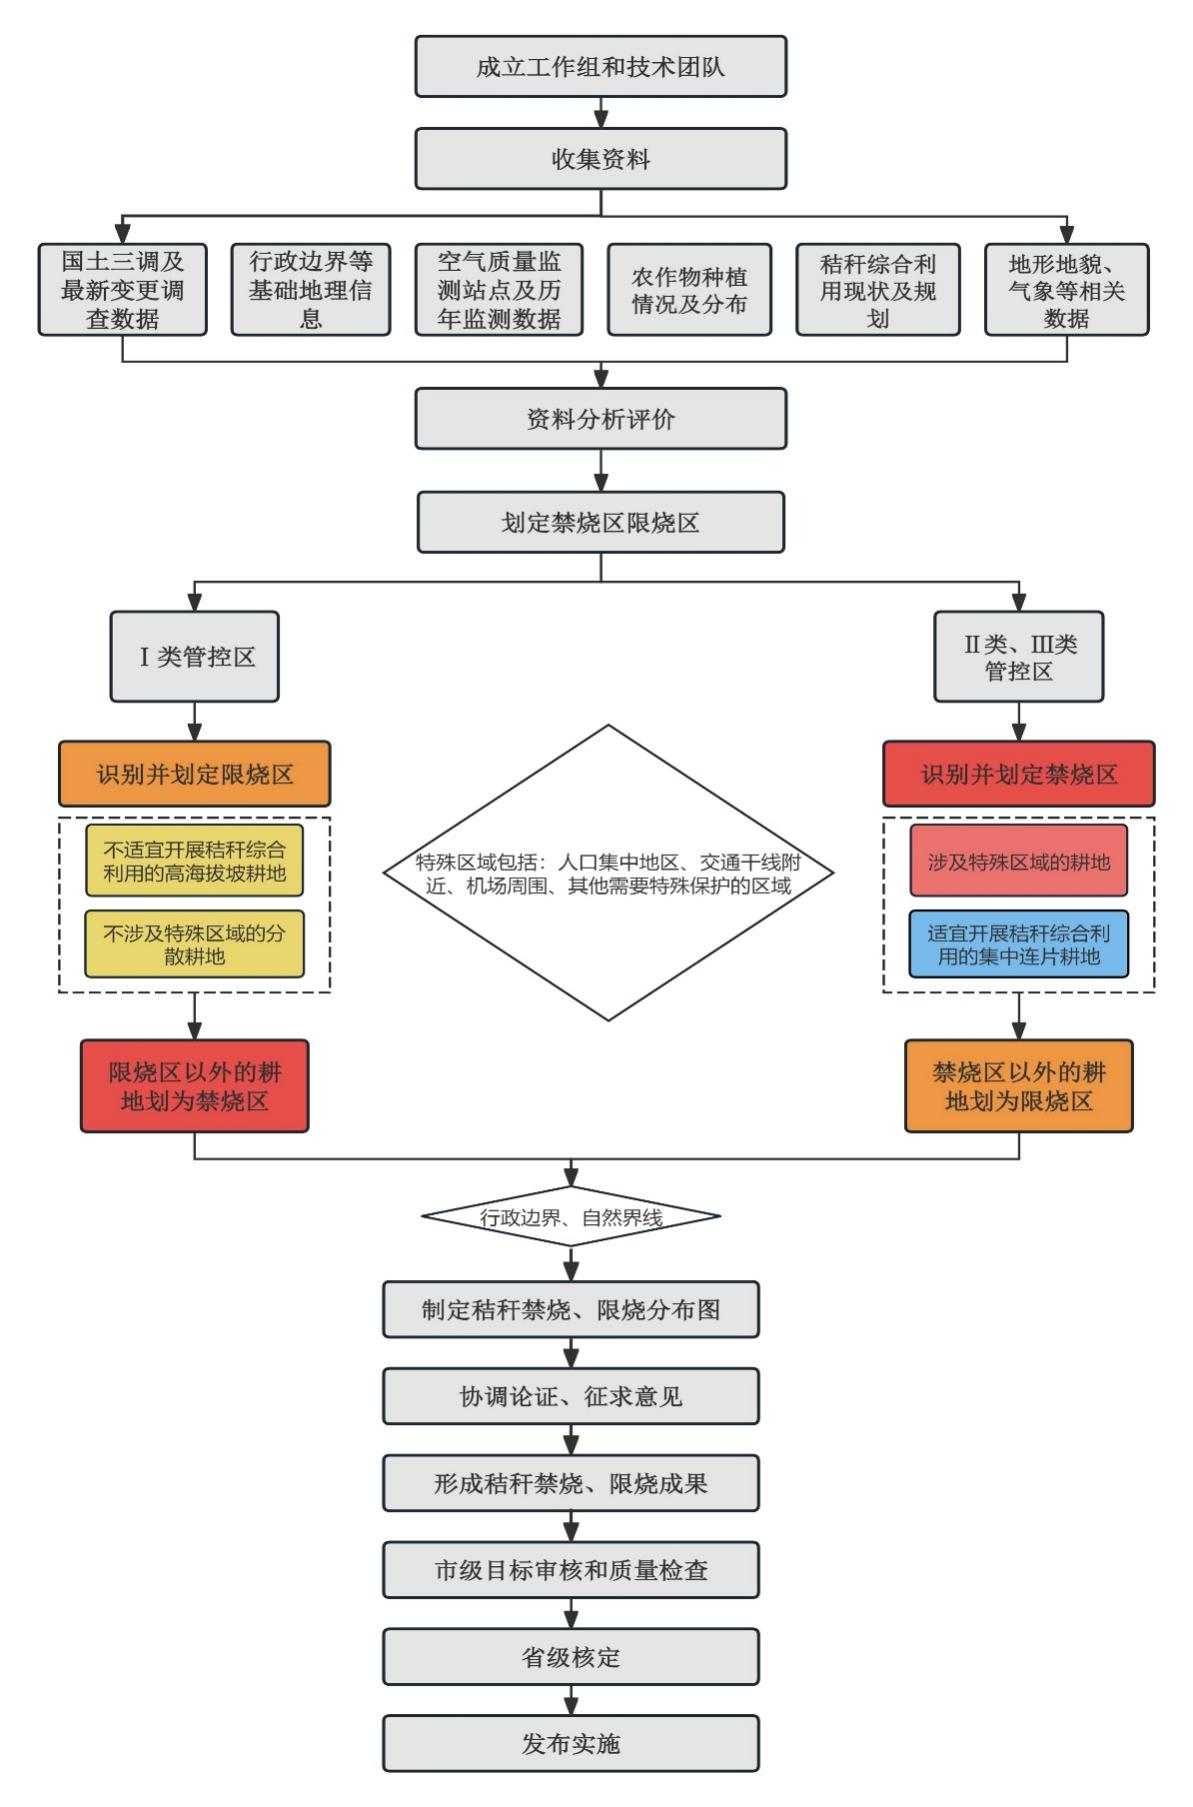 成立工作组和技术团队
收集资料
国土三调及
最新变更调
查数据
行政边界等
基础地理信
息
空气质量监
测站点及历
年监测数据
农作物种植
情况及分布
秸秆综合利
用现状及规
划
地形地貌、
气象等相关
数据
资料分析评价
划定禁烧区限烧区
Ⅰ类管控区
Ⅱ类、Ⅲ类
管控区
识别并划定限烧区
不适宜开展秸秆综合
利用的高海拔坡耕地
不涉及特殊区域的分
散耕地
特殊区域包括：人口集中地区、交通干线附
近、机场周围、其他需要特殊保护的区域
识别并划定禁烧区
涉及特殊区域的耕地
适宜开展秸秆综合利
用的集中连片耕地
限烧区以外的耕
地划为禁烧区
禁烧区以外的耕
地划为限烧区
行政边界、自然界线
制定秸秆禁烧、限烧分布图
协调论证、征求意见
形成秸秆禁烧、限烧成果
市级目标审核和质量检查
省级核定
发布实施